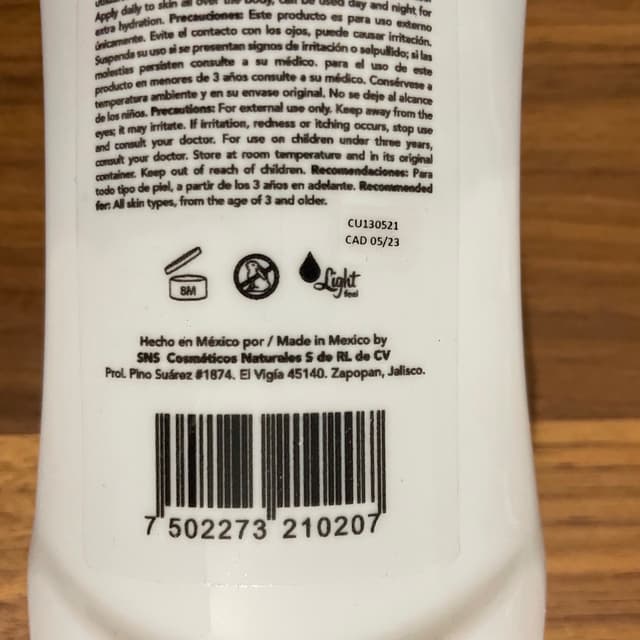 Apply daily to skin all over the body, can be used day and night for
extra hydration. Precauciones: Este producto es para uso externo
únicamente. Evite el contacto con los ojos, puede causar irritación.
Suspenda su uso si se presentan signos de irritación o salpullido; si las
molestias persisten consulte a su médico. para el uso de este
producto en menores de 3 años consulte a su médico. Consérvese a
temperatura ambiente y en su envase original. No se deje al alcance
de los niños. Precautions: For external use only. Keep away from the
eyes; it may irritate. If irritation, redness or itching occurs, stop use
and consult your doctor. For use on children under three years,
consult your doctor. Store at room temperature and in its original
container. Keep out of reach of children. Recomendaciones: Para
todo tipo de piel, a partir de los 3 años en adelante. Recommended
for: All skin types, from the age of 3 and older.
CU130521
CAD 05/23
8M
Light
feel
Hecho en México por / Made in Mexico by
SNS Cosméticos Naturales S de RL de CV
Prol. Pino Suárez #1874. El Vigía 45140. Zapopan, Jalisco.
7 502273 210207